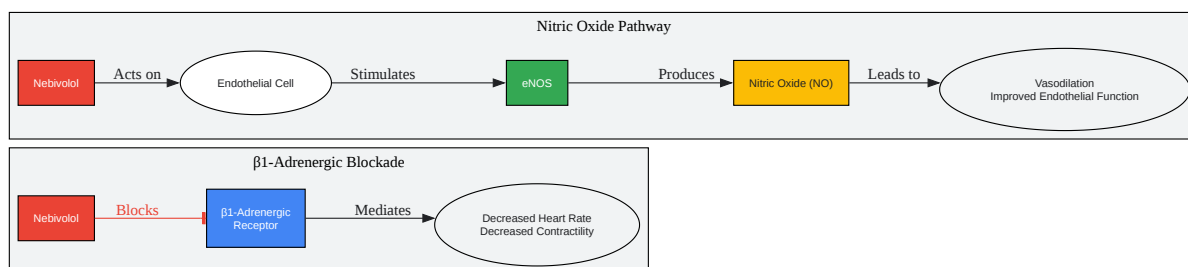 Nitric Oxide Pathway
Nebivolol
Acts on
Endothelial Cell
Stimulates
eNOS
Produces
Nitric Oxide (NO)
Leads to
Vasodilation
Improved Endothelial Function
β1-Adrenergic Blockade
Nebivolol
Blocks
β1-Adrenergic
Receptor
Mediates
Decreased Heart Rate
Decreased Contractility